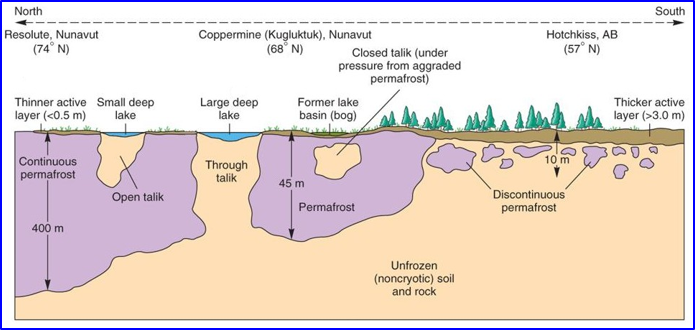 North
South
Resolute, Nunavut
(74° N)
Coppermine (Kugluktuk), Nunavut
(68° N)
Hotchkiss, AB
(57° N)
Closed talik (under
pressure from aggraded
permafrost)
Thinner active
layer (<0.5 m)
Small deep
lake
Large deep
lake
Former lake
basin (bog)
Thicker active
layer (>3.0 m)
Continuous
permafrost
Open talik
Through
talik
45 m
Permafrost
10 m
Discontinuous
permafrost
400 m
Unfrozen
(noncryotic) soil
and rock